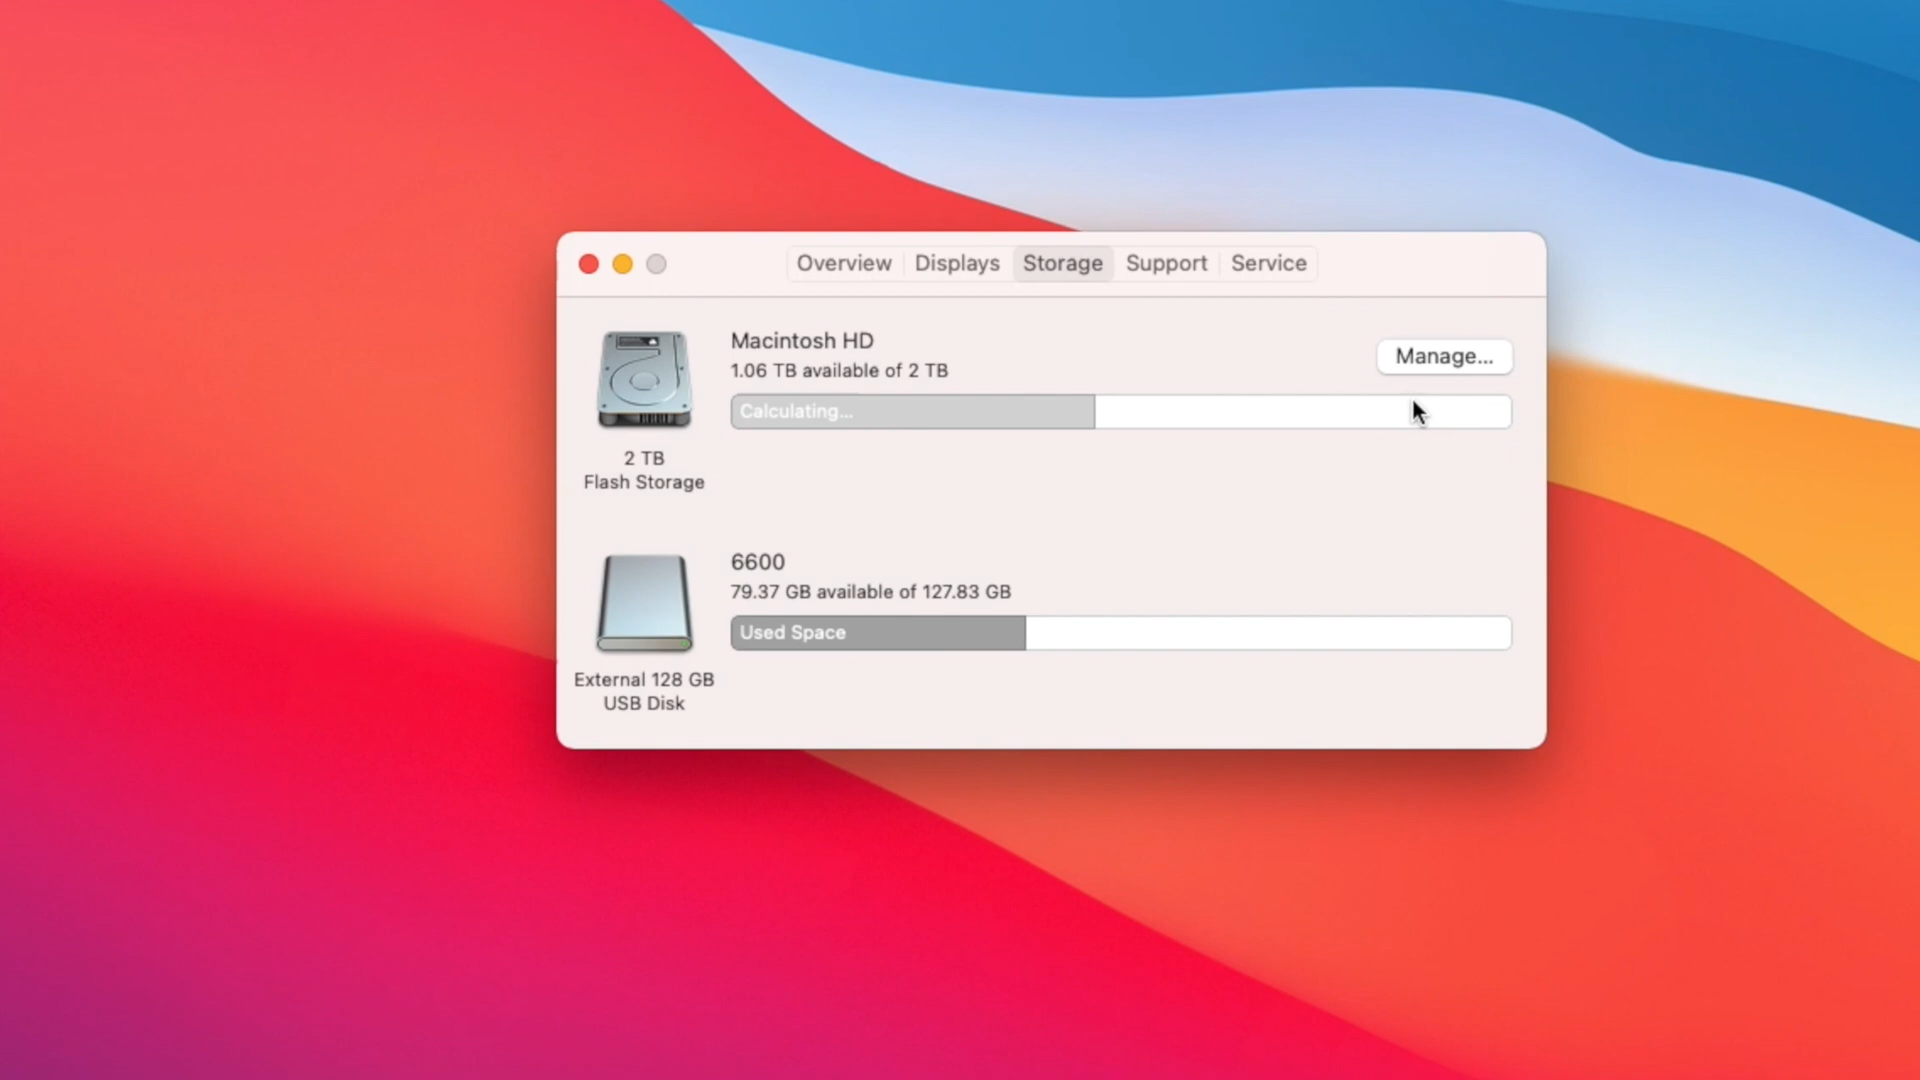 Overview Displays Storage Support Service
Macintosh HD
1.06 TB available of 2 TB
Manage...
Calculating...
2 TB
Flash Storage
6600
79.37 GB available of 127.83 GB
Used Space
External 128 GB
USB Disk